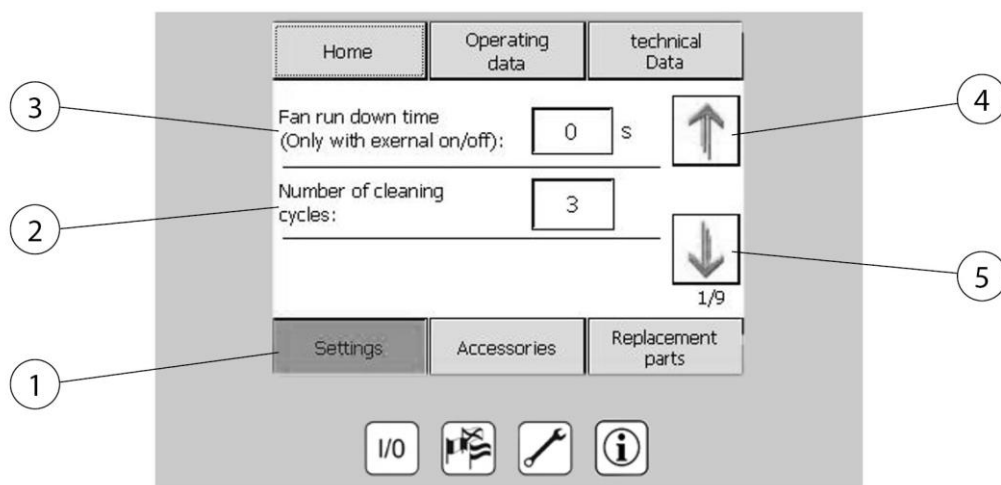 Home
Operating
data
technical
Data
3
Fan run down time
(Only with exernal on/off):
0
s
4
2
Number of cleaning
cycles:
3
5
1/9
1
Settings
Accessories
Replacement
parts
I/0
i